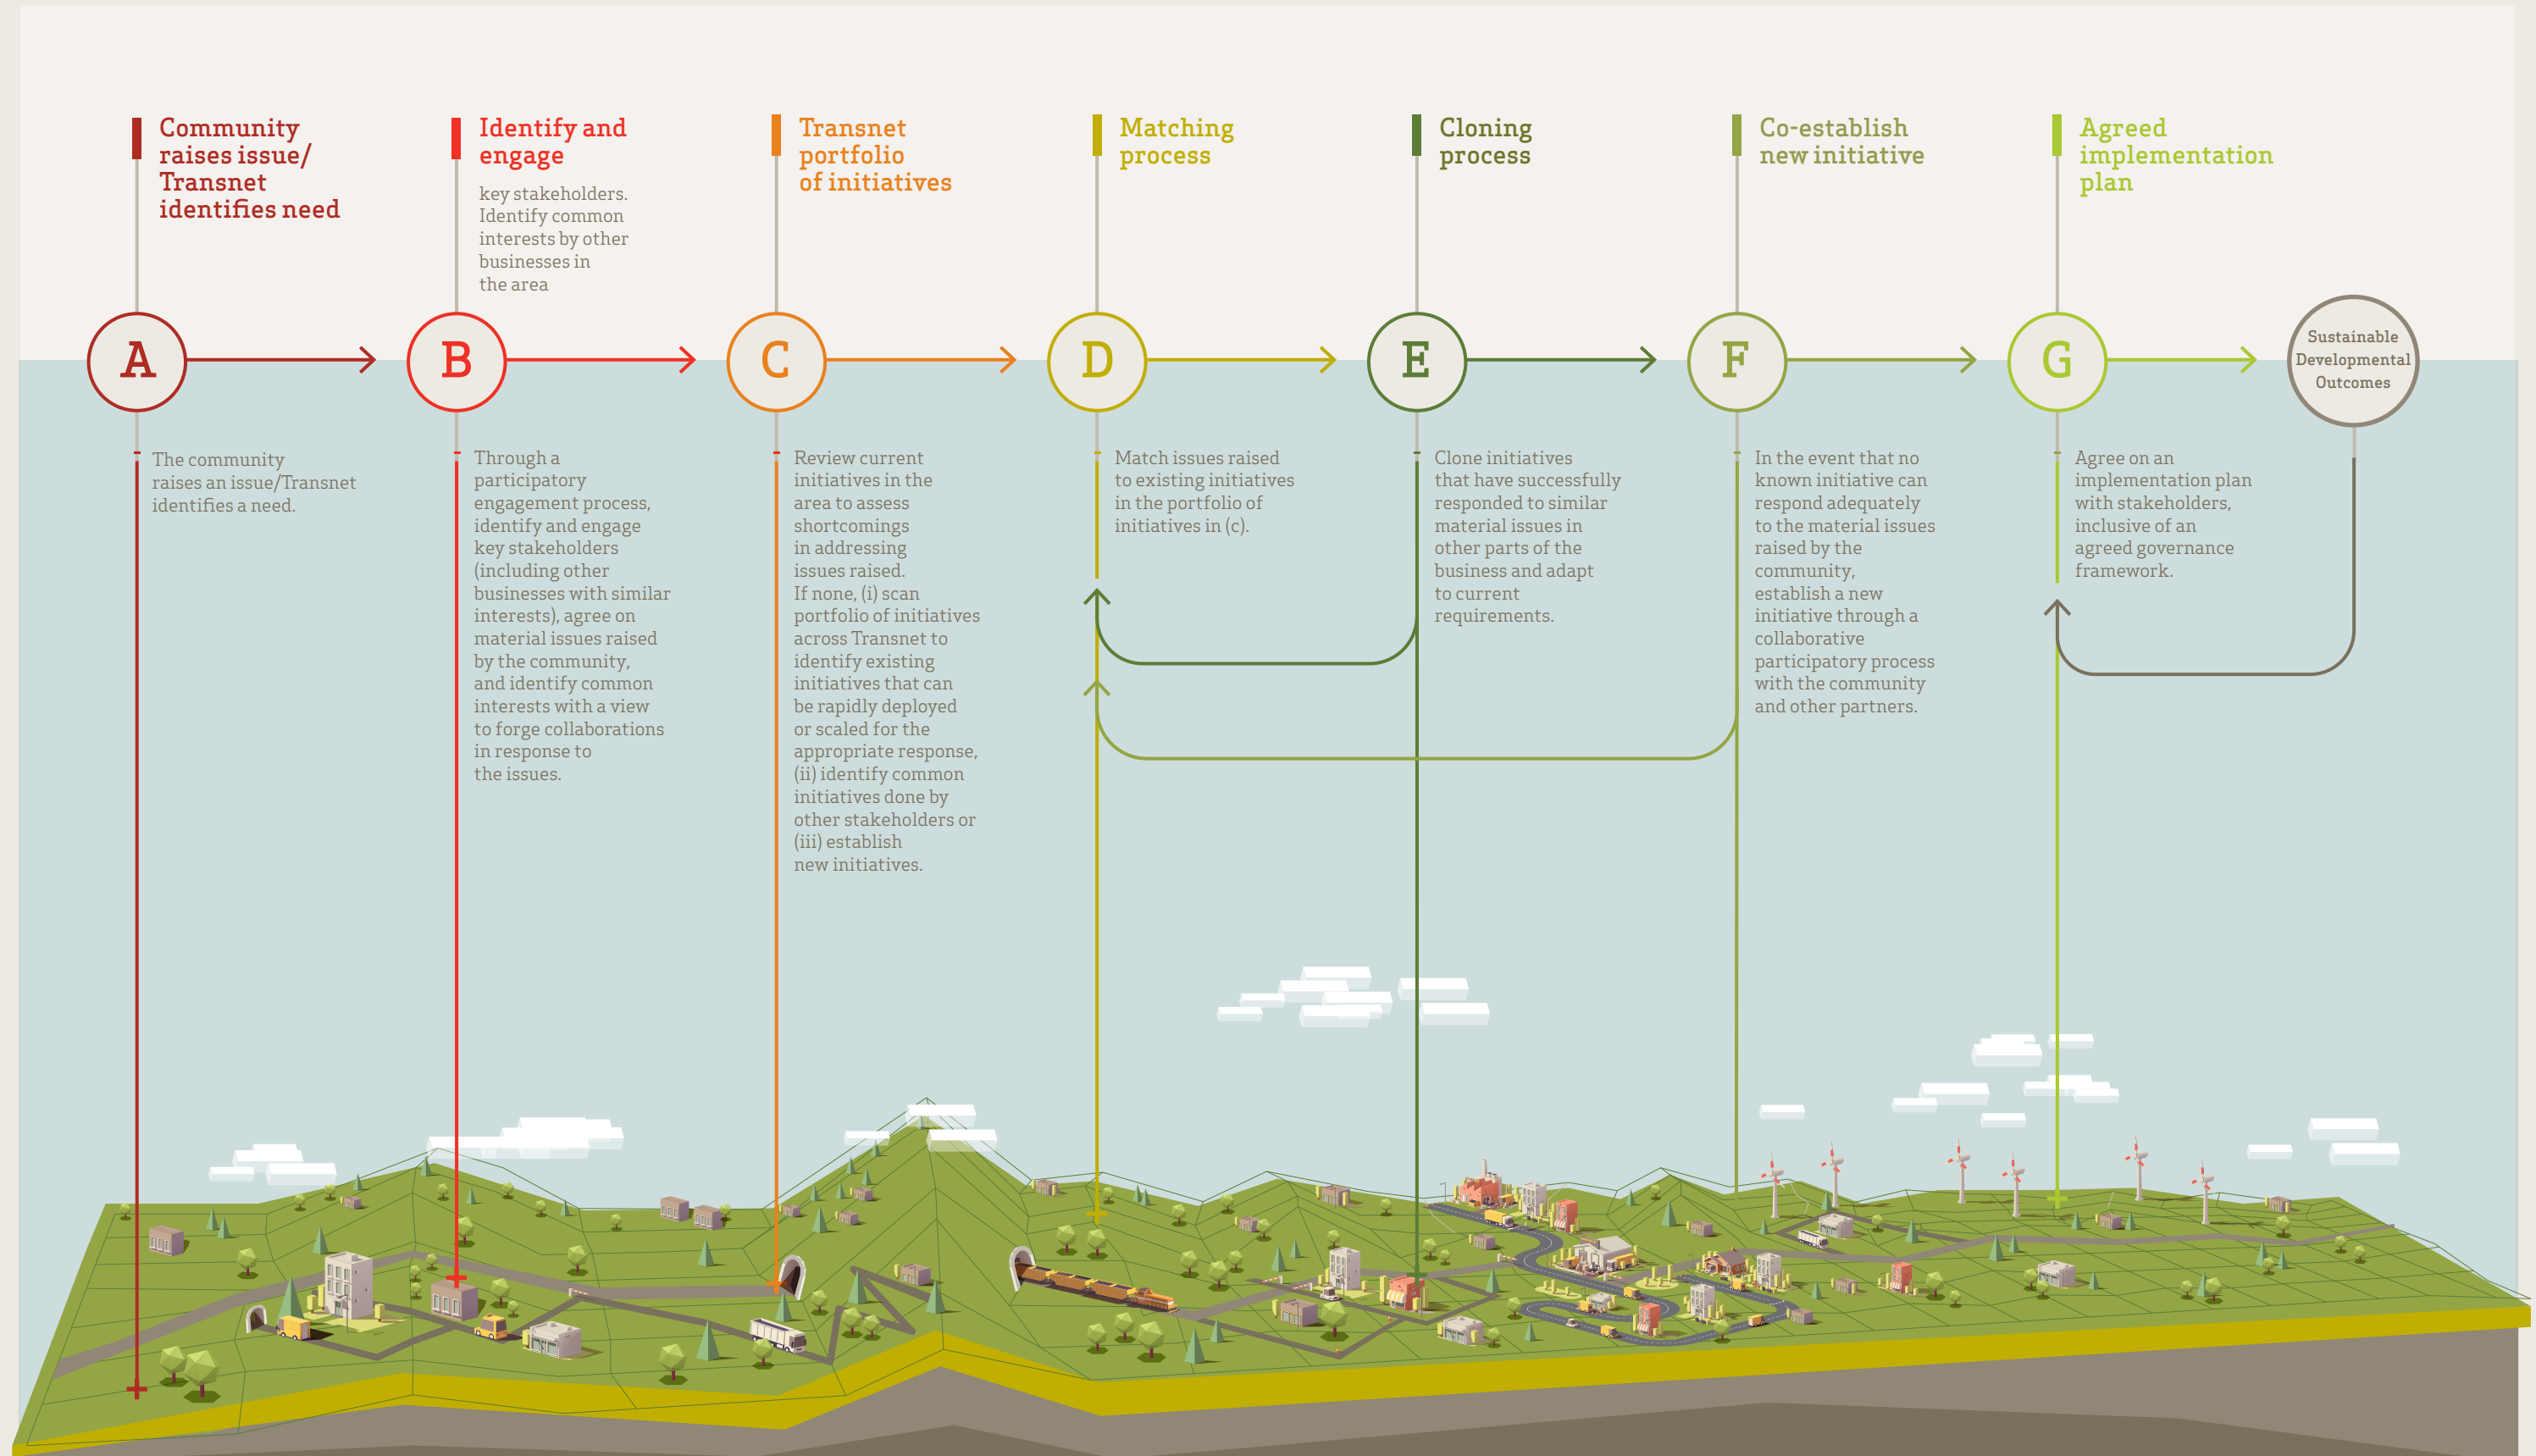 Community
raises issue/
Transnet
identifies need
Identify and
engage
key stakeholders.
Identify common
interests by other
businesses in
the area
Transnet
portfolio
of initiatives
Matching
process
Cloning
process
Co-establish
new initiative
Agreed
implementation
plan
A
B
C
D
E
F
G
Sustainable
Developmental
Outcomes
The community
raises an issue/Transnet
identifies a need.
Through a
participatory
engagement process,
identify and engage
key stakeholders
(including other
businesses with similar
interests), agree on
material issues raised
by the community,
and identify common
interests with a view
to forge collaborations
in response to
the issues.
Review current
initiatives in the
area to assess
shortcomings
in addressing
issues raised.
If none, (i) scan
portfolio of initiatives
across Transnet to
identify existing
initiatives that can
be rapidly deployed
or scaled for the
appropriate response,
(ii) identify common
initiatives done by
other stakeholders or
(iii) establish
new initiatives.
Match issues raised
to existing initiatives
in the portfolio of
initiatives in (c).
Clone initiatives
that have successfully
responded to similar
material issues in
other parts of the
business and adapt
to current
requirements.
In the event that no
known initiative can
respond adequately
to the material issues
raised by the
community,
establish a new
initiative through a
collaborative
participatory process
with the community
and other partners.
Agree on an
implementation plan
with stakeholders,
inclusive of an
agreed governance
framework.